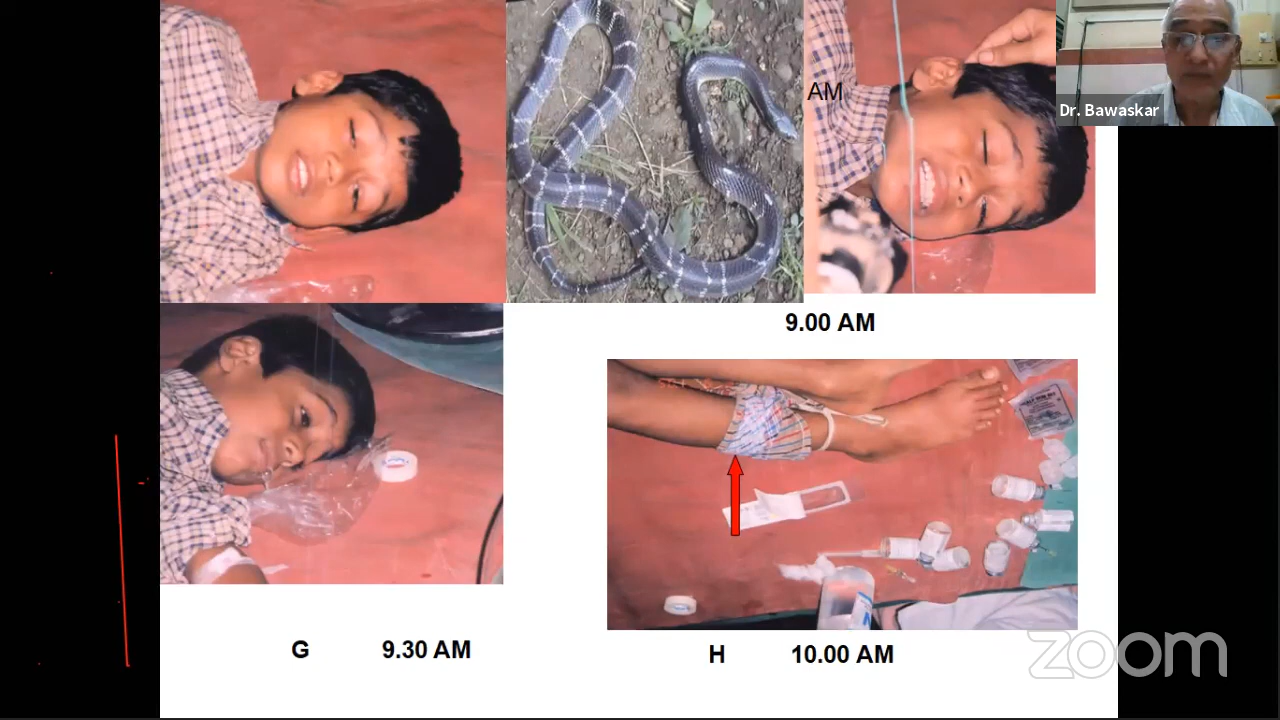 AM
Dr. Bawaskar
9.00 AM
G 9.30 AM
H 10.00 AM
zoom